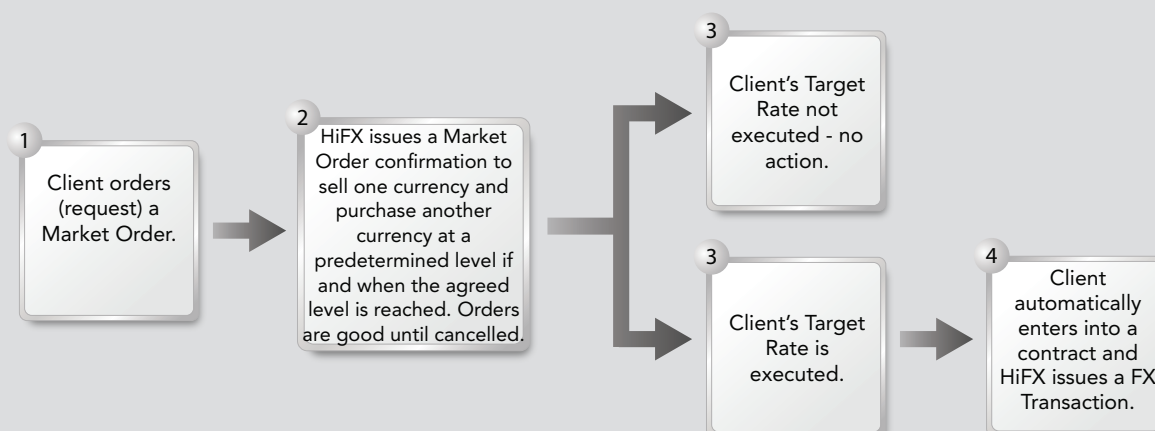 1
Client orders
(request) a
Market Order.
2
HiFX issues a Market
Order confirmation to
sell one currency and
purchase another
currency at a
predetermined level if
and when the agreed
level is reached. Orders
are good until cancelled.
3
Client's Target
Rate not
executed - no
action.
3
Client's Target
Rate is
executed.
4
Client
automatically
enters into a
contract and
HiFX issues a FX
Transaction.